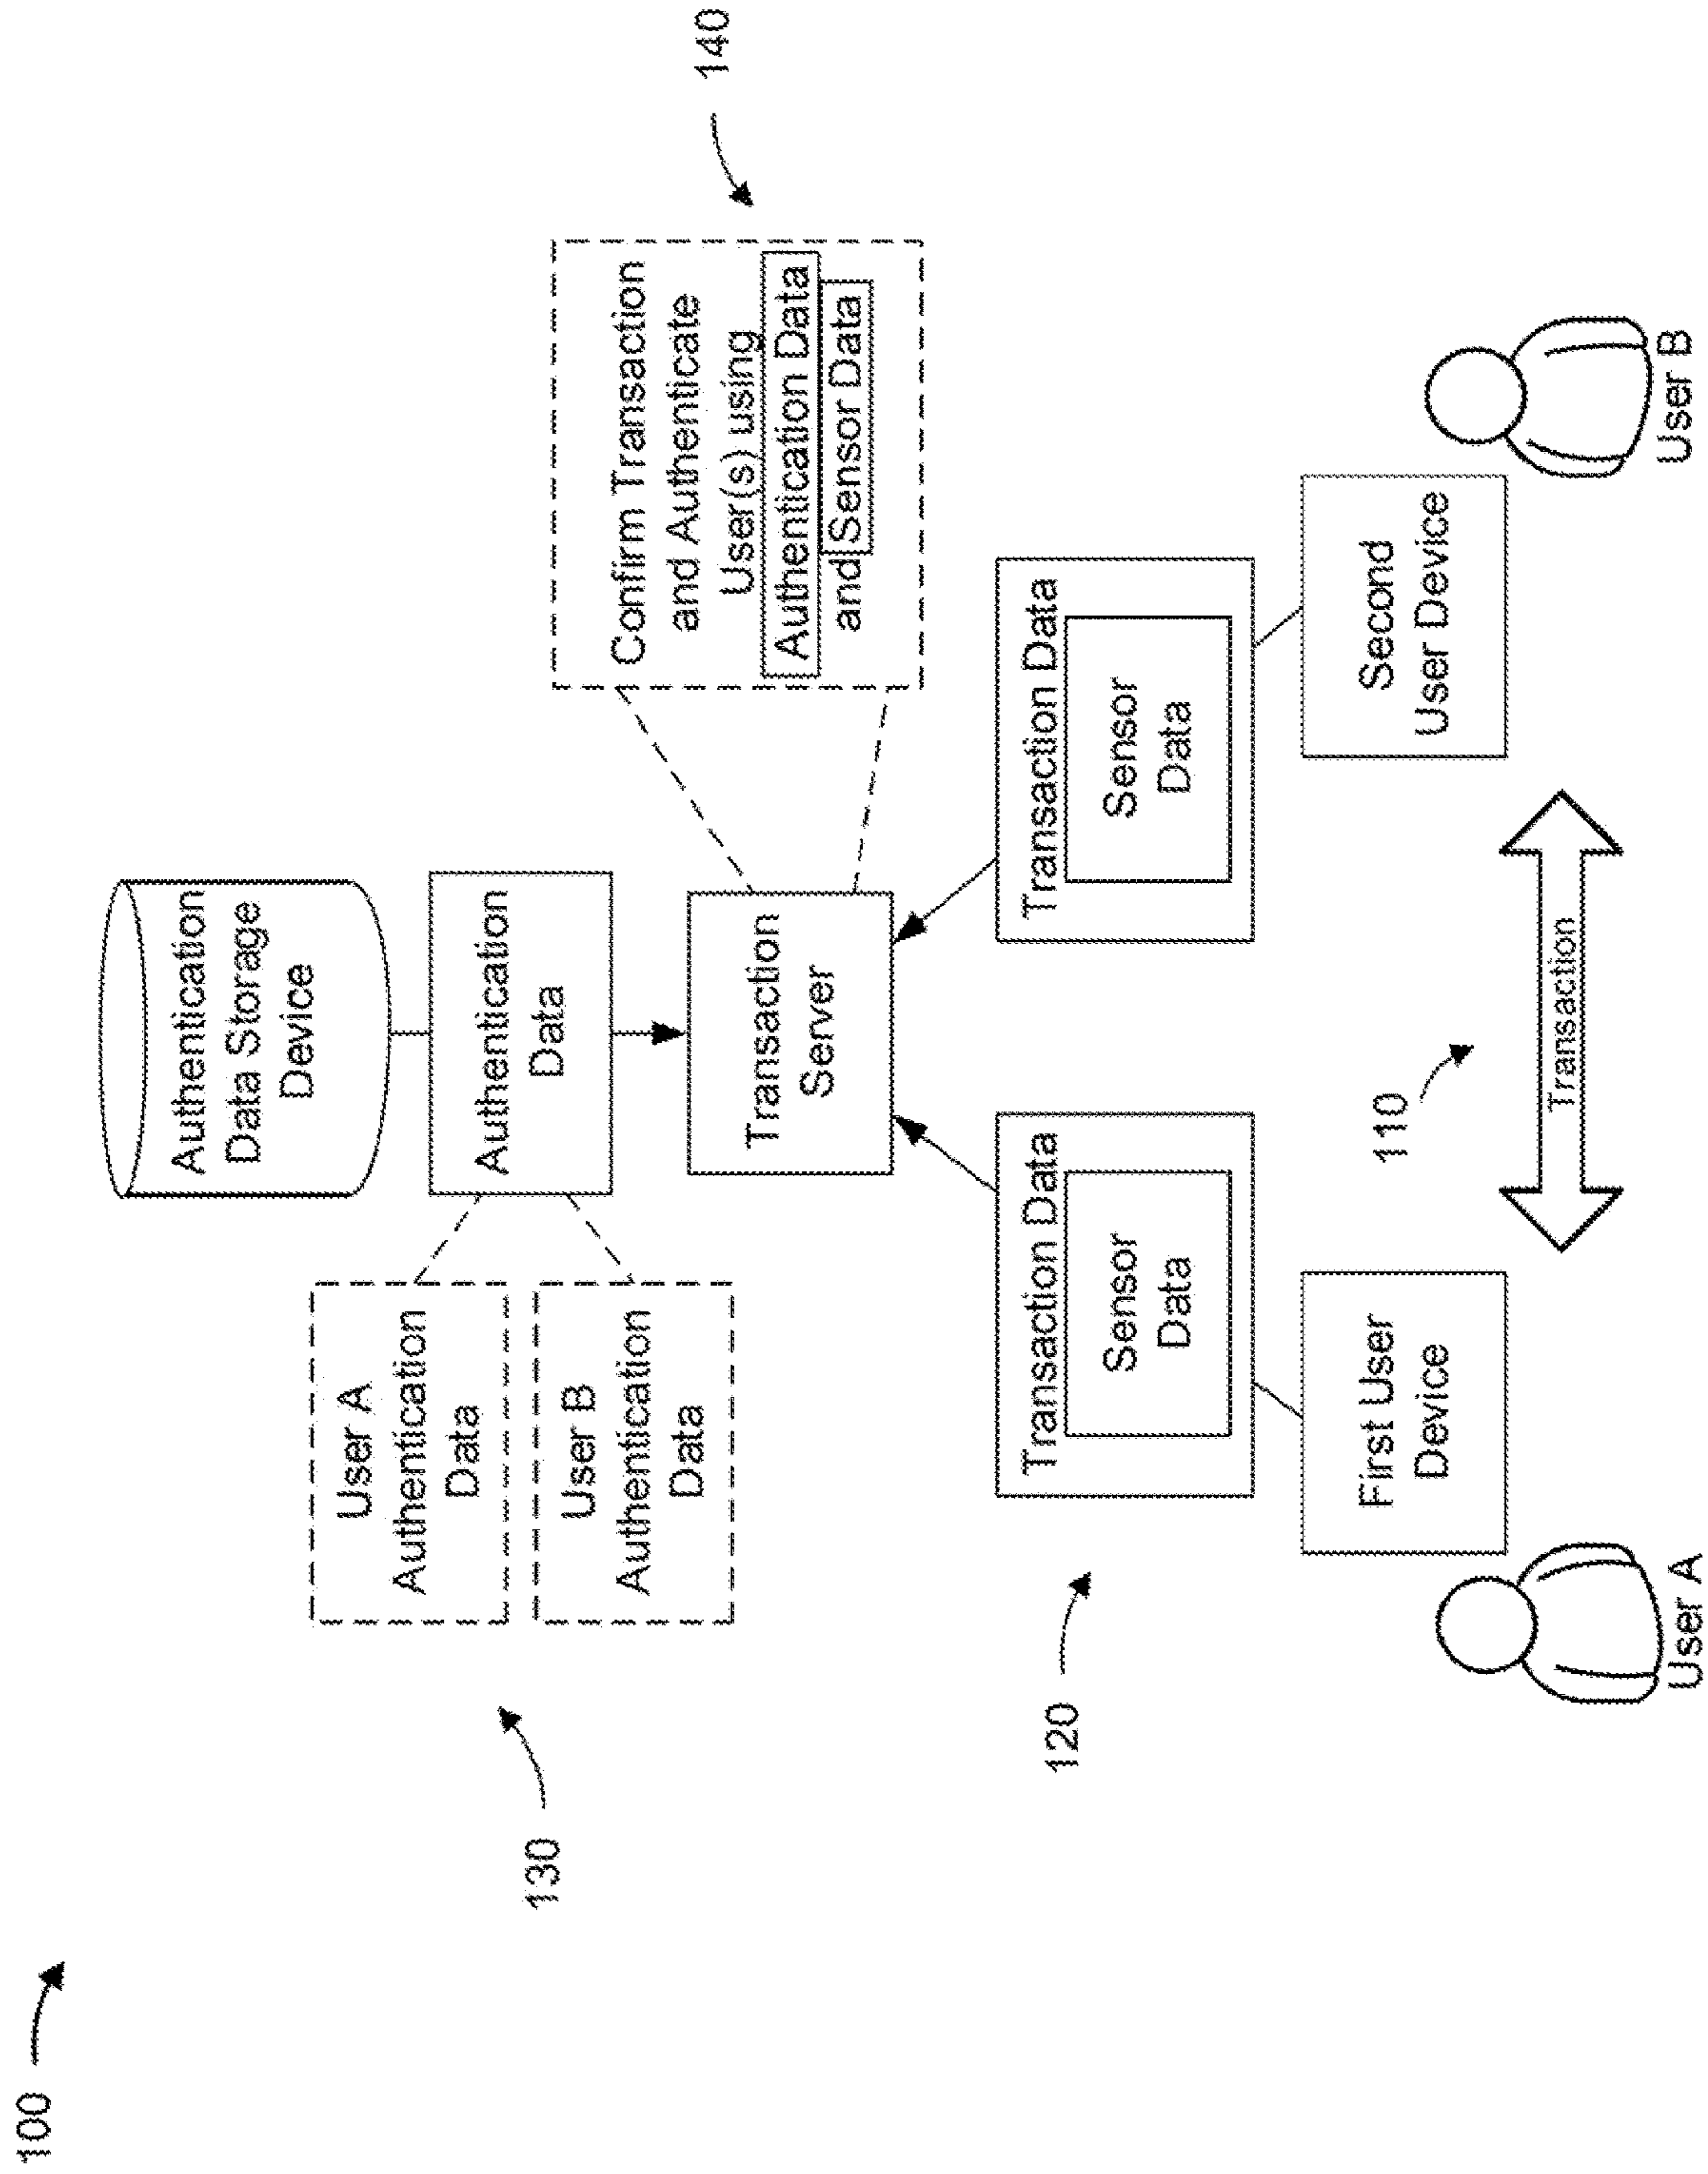 100
Authentication
Data Storage
Device
User A
Authentication
Data
130
User B
Authentication
Data
Authentication
Data
Transaction
Server
Confirm Transaction
and Authenticate
User(s) using
Authentication Data
and Sensor Data
140
120
Transaction Data
Sensor
Data
Transaction Data
Sensor
Data
First User
Device
110
Transaction
Second
User Device
User A
User B